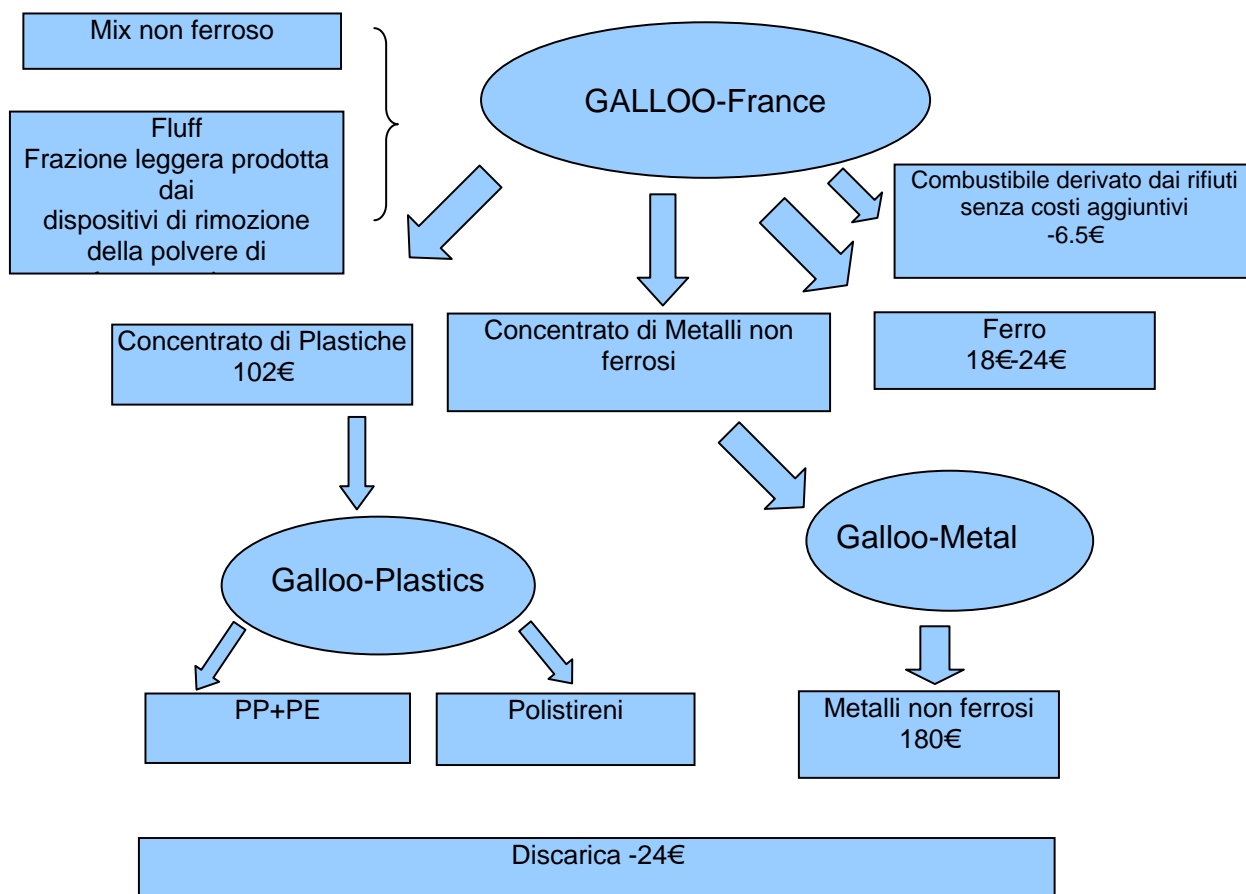 Mix non ferroso
GALLOO-France
Fluff
Frazione leggera prodotta
dai
dispositivi di rimozione
della polvere di
Combustibile derivato dai rifiuti
senza costi aggiuntivi
-6.5€
Concentrato di Plastiche
102€
Concentrato di Metalli non
ferrosi
Ferro
18€-24€
Galloo-Plastics
Galloo-Metal
PP+PE
Polistireni
Metalli non ferrosi
180€
Discarica -24€